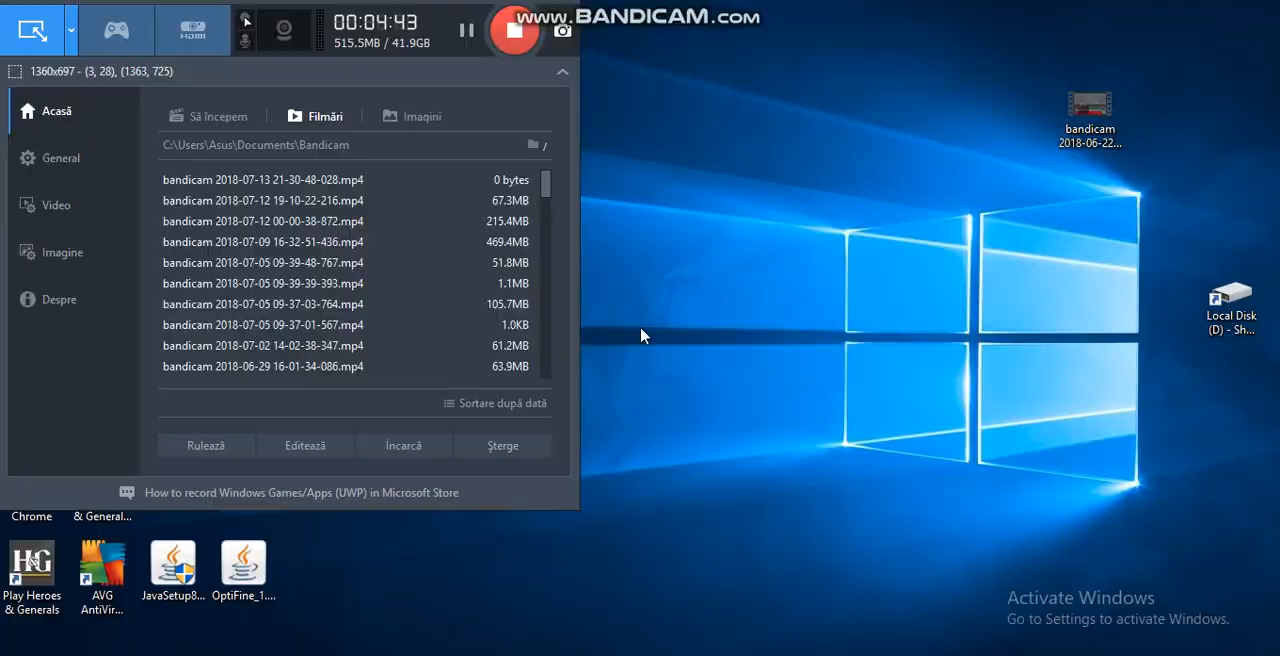 www.BANDICAM.com
HDMI
00:04:43
515.5MB / 41.9GB
1360x697 - (3, 28), (1363, 725)
Acasă
General
Video
Imagine
Despre
Să începem
Filmări
Imagini
C:\Users\Asus\Documents\Bandicam
/
bandicam 2018-07-13 21-30-48-028.mp4 0 bytes
bandicam 2018-07-12 19-10-22-216.mp4 67.3MB
bandicam 2018-07-12 00-00-38-872.mp4 215.4MB
bandicam 2018-07-09 16-32-51-436.mp4 469.4MB
bandicam 2018-07-05 09-39-48-767.mp4 51.8MB
bandicam 2018-07-05 09-39-39-393.mp4 1.1MB
bandicam 2018-07-05 09-37-03-764.mp4 105.7MB
bandicam 2018-07-05 09-37-01-567.mp4 1.0KB
bandicam 2018-07-02 14-02-38-347.mp4 61.2MB
bandicam 2018-06-29 16-01-34-086.mp4 63.9MB
Sortare după dată
Rulează
Editează
Încarcă
Șterge
How to record Windows Games/Apps (UWP) in Microsoft Store
bandicam
2018-06-22...
Local Disk
(D) - Sh...
Chrome
& General...
H&G
Play Heroes
& Generals
AVG
AntiVir...
JavaSetup8...
OptiFine_1....
Activate Windows
Go to Settings to activate Windows.